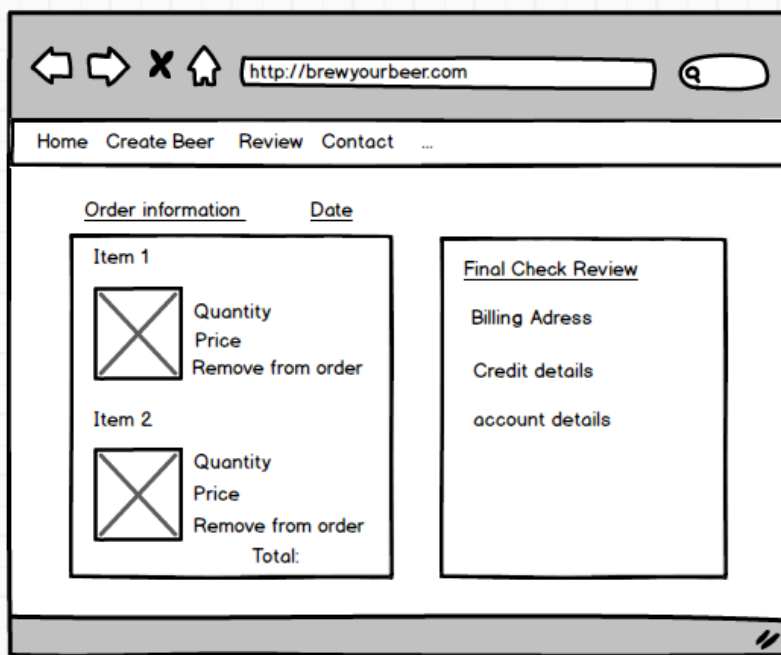 http://brewyourbeer.com
Home Create Beer Review Contact ...
Order information Date
Item 1
Quantity
Price
Remove from order
Item 2
Quantity
Price
Remove from order
Total:
Final Check Review
Billing Adress
Credit details
account details